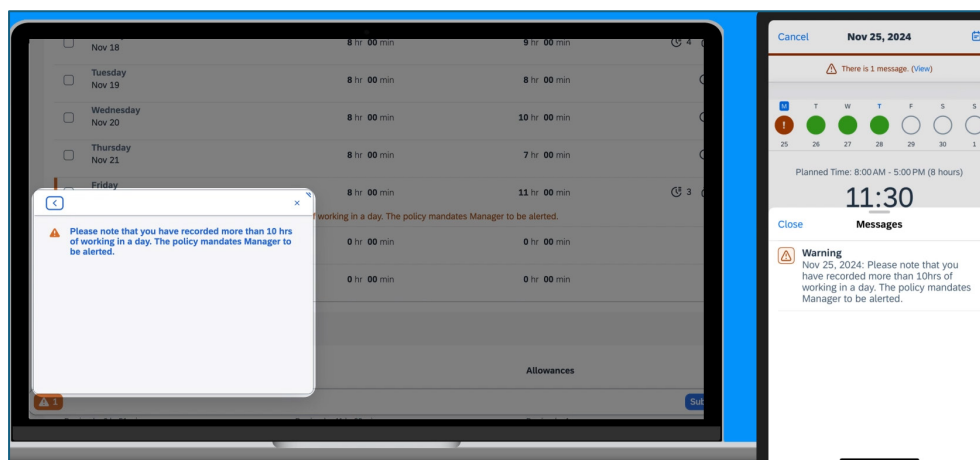 Nov 18
8 hr 00 min
9 hr 00 min
4
Tuesday
Nov 19
8 hr 00 min
8 hr 00 min
Wednesday
Nov 20
8 hr 00 min
10 hr 00 min
Thursday
Nov 21
8 hr 00 min
7 hr 00 min
Friday
8 hr 00 min
11 hr 00 min
3
working in a day. The policy mandates Manager to be alerted.
Please note that you have recorded more than 10 hrs
of working in a day. The policy mandates Manager to
be alerted.
0 hr 00 min
0 hr 00 min
0 hr 00 min
0 hr 00 min
Allowances
1
Sub
Cancel
Nov 25, 2024
There is 1 message. (View)
M T W T F S S
25 26 27 28 29 30 1
Planned Time: 8:00 AM - 5:00 PM (8 hours)
11:30
Close
Messages
Warning
Nov 25, 2024: Please note that you
have recorded more than 10hrs of
working in a day. The policy mandates
Manager to be alerted.